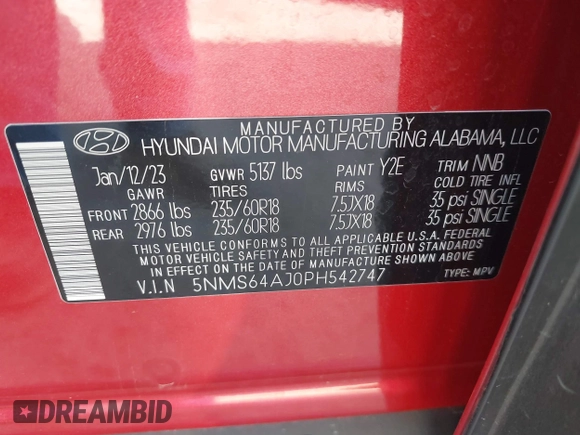 MANUFACTURED BY
HYUNDAI MOTOR MANUFACTURING ALABAMA, LLC
Jan/12/23 GVWR 5137 lbs PAINT Y2E TRIM NNB
GAWR TIRES RIMS COLD TIRE INFL
FRONT 2866 lbs 235/60R18 7.5JX18 35 psi SINGLE
REAR 2976 lbs 235/60R18 7.5JX18 35 psi SINGLE
THIS VEHICLE CONFORMS TO ALL APPLICABLE U.S.A. FEDERAL
MOTOR VEHICLE SAFETY AND THEFT PREVENTION STANDARDS
IN EFFECT ON THE DATE OF MANUFACTURE SHOWN ABOVE.
V.I.N 5NMS64AJ0PH542747 TYPE: MPV
DREAMBID